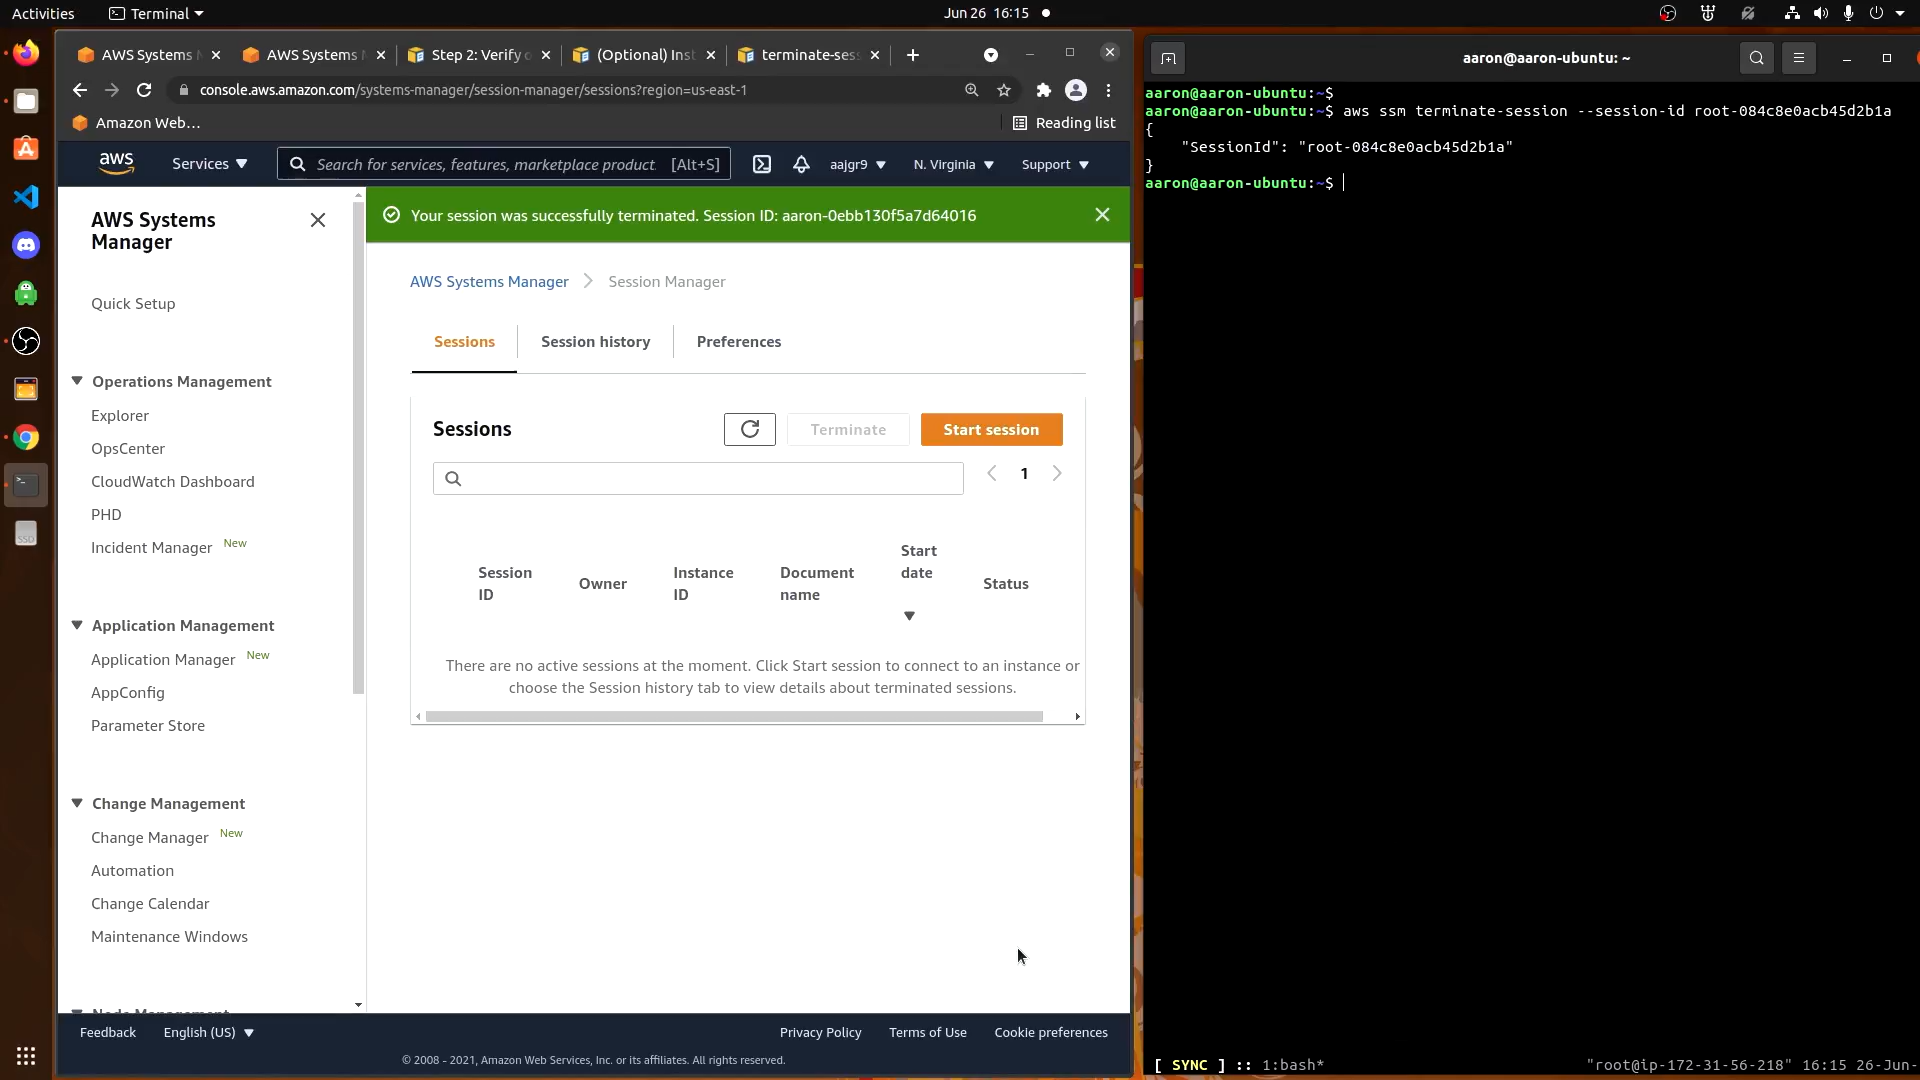 Activities
Terminal
Jun 26 16:15
AWS Systems M
AWS Systems M
Step 2: Verify o
(Optional) Inst
terminate-sess
console.aws.amazon.com/systems-manager/session-manager/sessions?region=us-east-1
Amazon Web…
Reading list
aws
Services
Search for services, features, marketplace product. [Alt+S]
aajgr9
N. Virginia
Support
AWS Systems
Manager
Quick Setup
Operations Management
Explorer
OpsCenter
CloudWatch Dashboard
PHD
Incident Manager New
Application Management
Application Manager New
AppConfig
Parameter Store
Change Management
Change Manager New
Automation
Change Calendar
Maintenance Windows
Node Management
Your session was successfully terminated. Session ID: aaron-0ebb130f5a7d64016
AWS Systems Manager
Session Manager
Sessions
Session history
Preferences
Sessions
Terminate
Start session
1
Session
ID
Owner
Instance
ID
Document
name
Start
date
Status
There are no active sessions at the moment. Click Start session to connect to an instance or
choose the Session history tab to view details about terminated sessions.
Feedback
English (US)
Privacy Policy
Terms of Use
Cookie preferences
© 2008 - 2021, Amazon Web Services, Inc. or its affiliates. All rights reserved.
SSD
aaron@aaron-ubuntu: ~
aaron@aaron-ubuntu:~$
aaron@aaron-ubuntu:~$ aws ssm terminate-session --session-id root-084c8e0acb45d2b1a
{
"SessionId": "root-084c8e0acb45d2b1a"
}
aaron@aaron-ubuntu:~$
[ SYNC ] :: 1:bash*
"root@ip-172-31-56-218" 16:15 26-Jun-